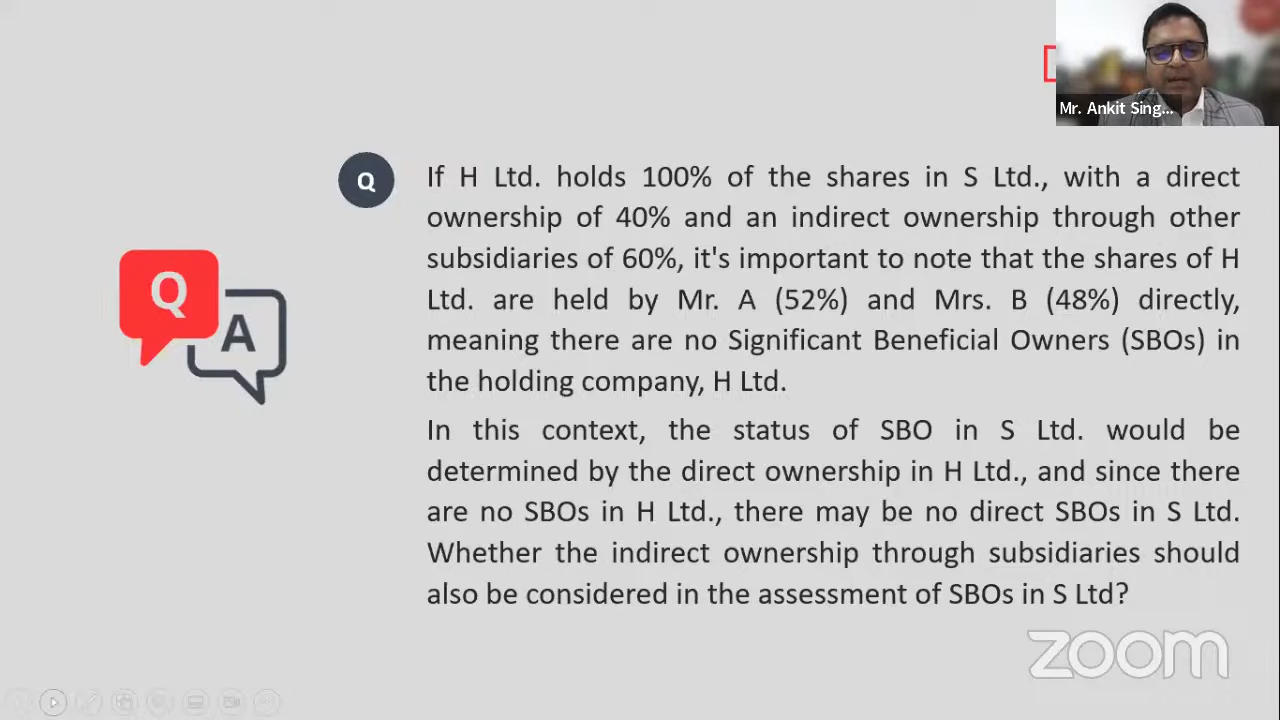 Mr. Ankit Sing...
Q
If H Ltd. holds 100% of the shares in S Ltd., with a direct
ownership of 40% and an indirect ownership through other
subsidiaries of 60%, it's important to note that the shares of H
Ltd. are held by Mr. A (52%) and Mrs. B (48%) directly,
meaning there are no Significant Beneficial Owners (SBOs) in
the holding company, H Ltd.
Q
A
In this context, the status of SBO in S Ltd. would be
determined by the direct ownership in H Ltd., and since there
are no SBOs in H Ltd., there may be no direct SBOs in S Ltd.
Whether the indirect ownership through subsidiaries should
also be considered in the assessment of SBOs in S Ltd?
zoom